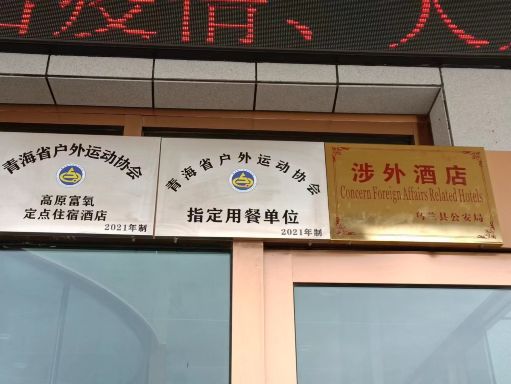 疫情、人
青海省户外运动协会
高原富氧
定点住宿酒店
2021年制
青海省户外运动协会
指定用餐单位
2021年制
涉外酒店
Concern Foreign Affairs Related Hotels
乌兰县公安局